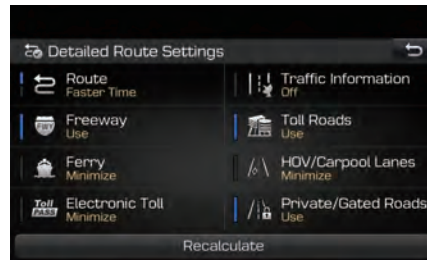 Detailed Route Settings
Route
Faster Time
Traffic Information
Off
FWY
Freeway
Use
Toll Roads
Use
Ferry
Minimize
HOV/Carpool Lanes
Minimize
Toll
PASS
Electronic Toll
Minimize
Private/Gated Roads
Use
Recalculate